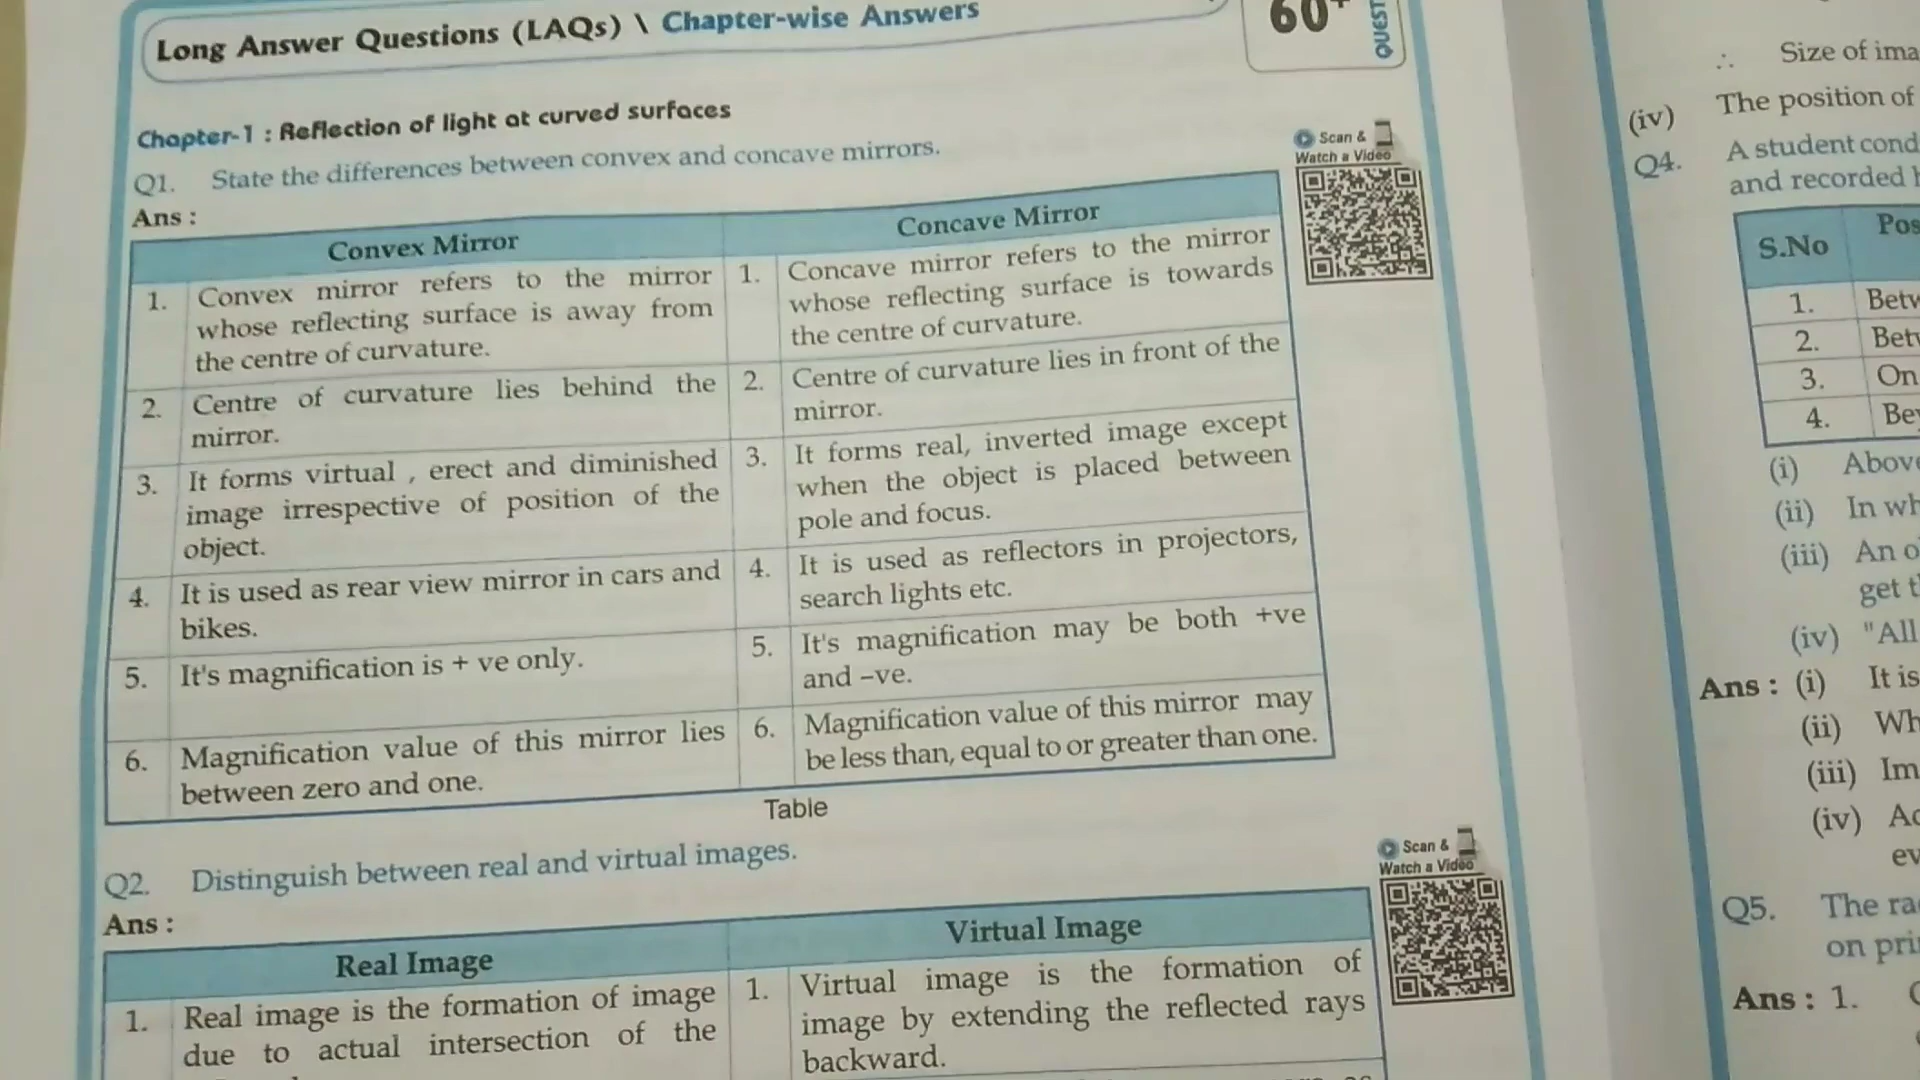 Long Answer Questions (LAQs) \ Chapter-wise Answers
60+
QUEST
Chapter-1 : Reflection of light at curved surfaces
Q1. State the differences between convex and concave mirrors.
Scan &
Watch a Video
Ans :
Convex Mirror
Concave Mirror
1. Convex mirror refers to the mirror
whose reflecting surface is away from
the centre of curvature.
1. Concave mirror refers to the mirror
whose reflecting surface is towards
the centre of curvature.
2. Centre of curvature lies behind the
mirror.
2. Centre of curvature lies in front of the
mirror.
3. It forms virtual , erect and diminished
image irrespective of position of the
object.
3. It forms real, inverted image except
when the object is placed between
pole and focus.
4. It is used as rear view mirror in cars and
bikes.
4. It is used as reflectors in projectors,
search lights etc.
5. It's magnification is + ve only.
5. It's magnification may be both +ve
and –ve.
6. Magnification value of this mirror lies
between zero and one.
6. Magnification value of this mirror may
be less than, equal to or greater than one.
Table
Q2. Distinguish between real and virtual images.
Scan &
Watch a Video
Ans :
Real Image
Virtual Image
1. Real image is the formation of image
due to actual intersection of the
1. Virtual image is the formation of
image by extending the reflected rays
backward.
∴ Size of ima
(iv) The position of
Q4. A student cond
and recorded h
S.No
Pos
1. Betw
2. Betw
3. On
4. Bey
(i) Above
(ii) In wh
(iii) An o
get th
(iv) "All
Ans : (i) It is
(ii) Wh
(iii) Im
(iv) Ac
ev
Q5. The ra
on pri
Ans : 1.